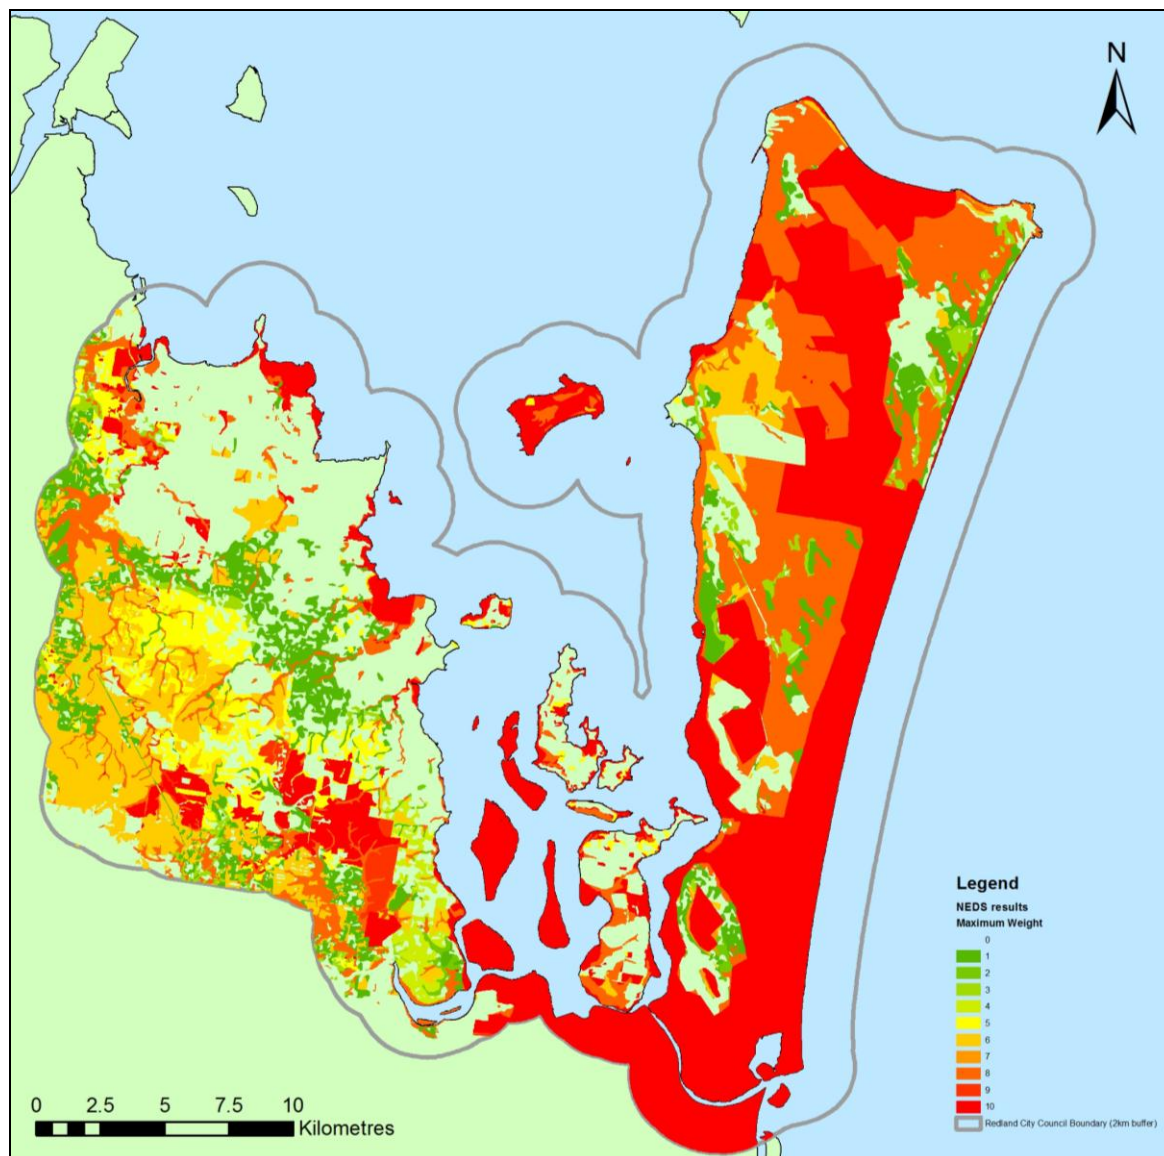 N
Legend
NEDS results
Maximum Weight
0
1
2
3
4
5
6
7
8
9
10
Redland City Council Boundary (2km buffer)
0 2.5 5 7.5 10
Kilometres